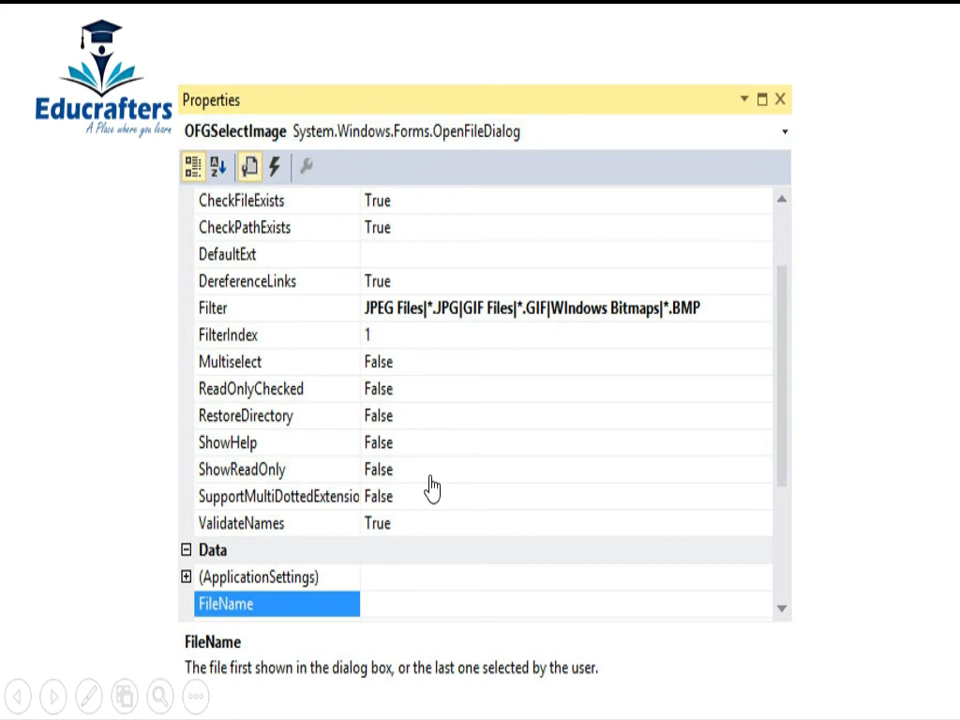 Educrafters
A Place where you learn
Properties
OFGSelectImage System.Windows.Forms.OpenFileDialog
CheckFileExists True
CheckPathExists True
DefaultExt
DereferenceLinks True
Filter JPEG Files|*.JPG|GIF Files|*.GIF|WIndows Bitmaps|*.BMP
FilterIndex 1
Multiselect False
ReadOnlyChecked False
RestoreDirectory False
ShowHelp False
ShowReadOnly False
SupportMultiDottedExtensio False
ValidateNames True
Data
(ApplicationSettings)
FileName
FileName
The file first shown in the dialog box, or the last one selected by the user.